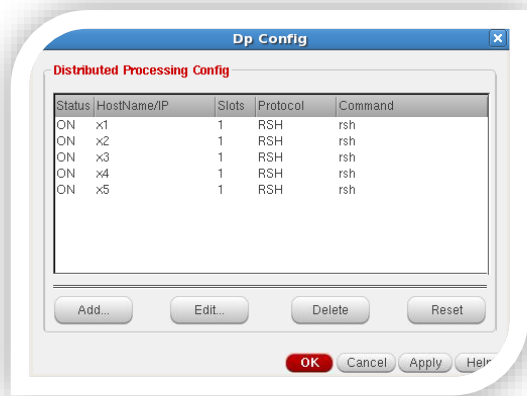 Dp Config
Distributed Processing Config
Status HostName/IP Slots Protocol Command
ON x1 1 RSH rsh
ON x2 1 RSH rsh
ON x3 1 RSH rsh
ON x4 1 RSH rsh
ON x5 1 RSH rsh
Add... Edit... Delete Reset
OK Cancel Apply Help